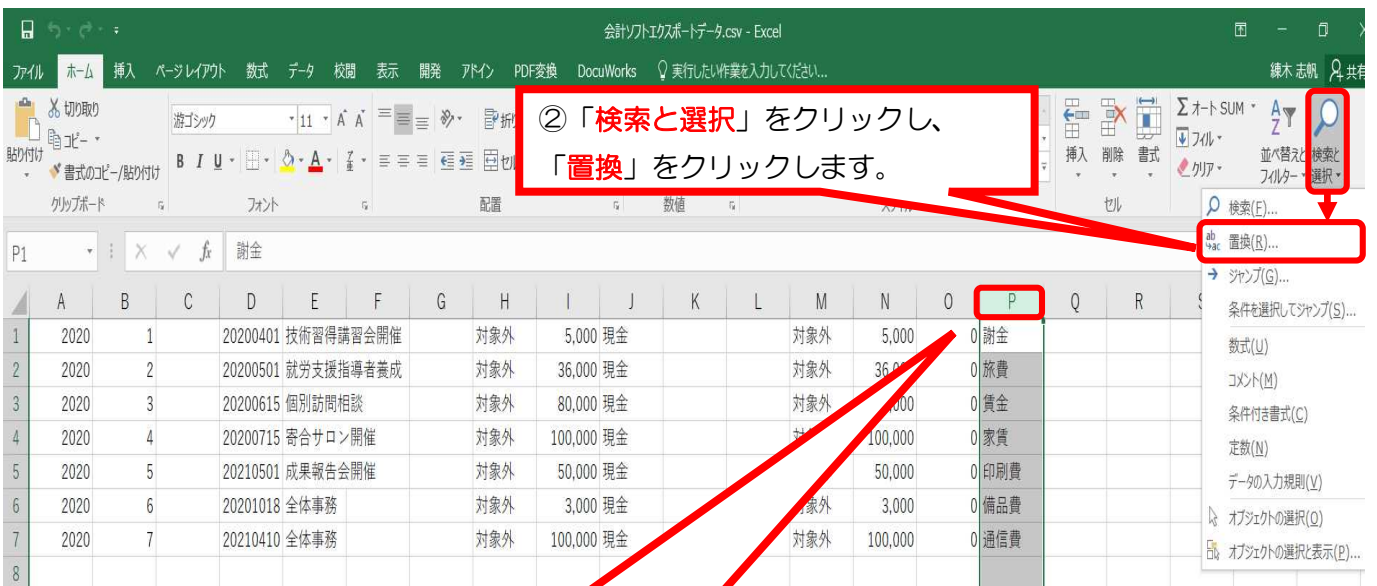 会計ソフトエクスポートデータ.csv - Excel
ファイル ホーム 挿入 ページレイアウト 数式 データ 校閲 表示 開発 アドイン PDF変換 DocuWorks 実行したい作業を入力してください... 練木 志帆 共有
切り取り
コピー
書式のコピー/貼り付け
貼り付け
游ゴシック 11 A A
B I U A
挿入 削除 書式
Σ オート SUM
フィル
クリア
並べ替えと
フィルター
検索と
選択
クリップボード フォント 配置 数値 セル
②「検索と選択」をクリックし、
「置換」をクリックします。
検索(F)...
置換(R)...
ジャンプ(G)...
条件を選択してジャンプ(S)...
数式(U)
コメント(M)
条件付き書式(C)
定数(N)
データの入力規則(V)
オブジェクトの選択(O)
オブジェクトの選択と表示(P)...
P1 fx 謝金
A B C D E F G H I J K L M N O P Q R
1 2020 1 20200401 技術習得講習会開催 対象外 5,000 現金 対象外 5,000 0 謝金
2 2020 2 20200501 就労支援指導者養成 対象外 36,000 現金 対象外 36,000 0 旅費
3 2020 3 20200615 個別訪問相談 対象外 80,000 現金 対象外 0 賃金
4 2020 4 20200715 寄合サロン開催 対象外 100,000 現金 100,000 0 家賃
5 2020 5 20210501 成果報告会開催 対象外 50,000 現金 50,000 0 印刷費
6 2020 6 20201018 全体事務 対象外 3,000 現金 対象外 3,000 0 備品費
7 2020 7 20210410 全体事務 対象外 100,000 現金 対象外 100,000 0 通信費
8